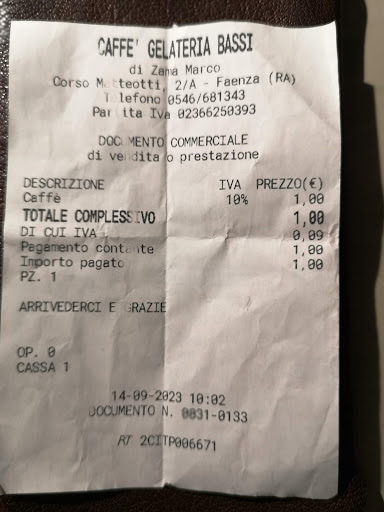 CAFFE' GELATERIA BASSI
di Zama Marco
Corso Matteotti, 2/A - Faenza (RA)
Telefono 0546/681343
Partita Iva 02366250393
DOCUMENTO COMMERCIALE
di vendita o prestazione
DESCRIZIONE IVA PREZZO(€)
Caffè 10% 1,00
TOTALE COMPLESSIVO 1,00
DI CUI IVA 0,09
Pagamento contante 1,00
Importo pagato 1,00
PZ. 1
ARRIVEDERCI E GRAZIE
OP. 0
CASSA 1
14-09-2023 10:02
DOCUMENTO N. 0031-0133
RT 2CITP006671